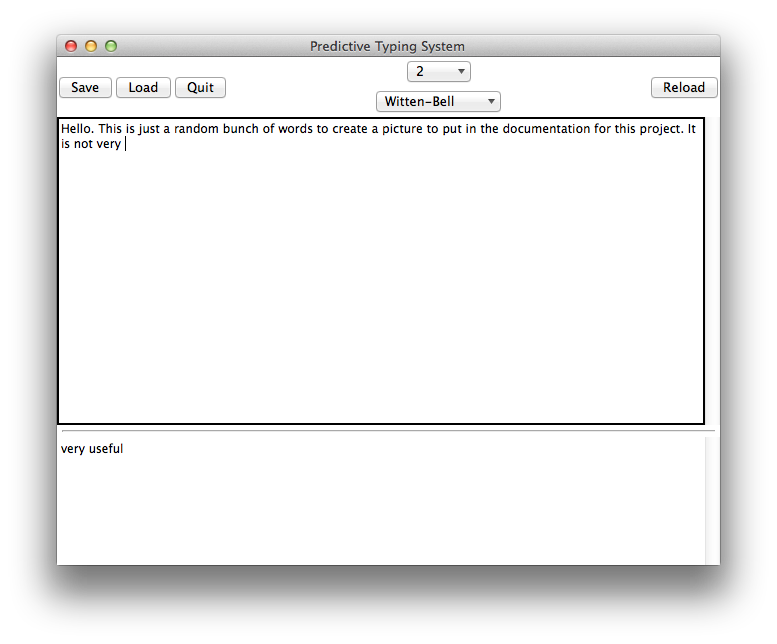 Predictive Typing System
2
Save Load Quit Reload
Witten-Bell
Hello. This is just a random bunch of words to create a picture to put in the documentation for this project. It
is not very
very useful